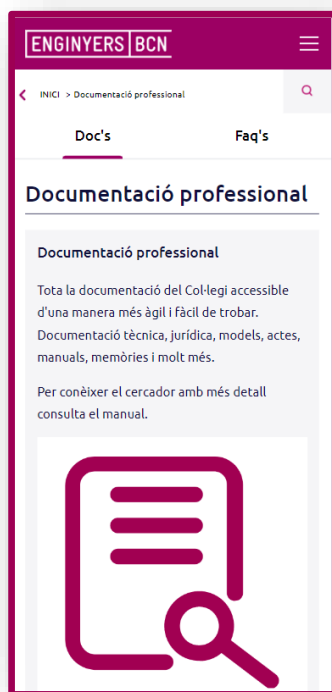 ENGINYERS BCN
INICI > Documentació professional
Doc's Faq's
Documentació professional
Documentació professional
Tota la documentació del Col·legi accessible
d'una manera més àgil i fàcil de trobar.
Documentació tècnica, jurídica, models, actes,
manuals, memòries i molt més.
Per conèixer el cercador amb més detall
consulta el manual.